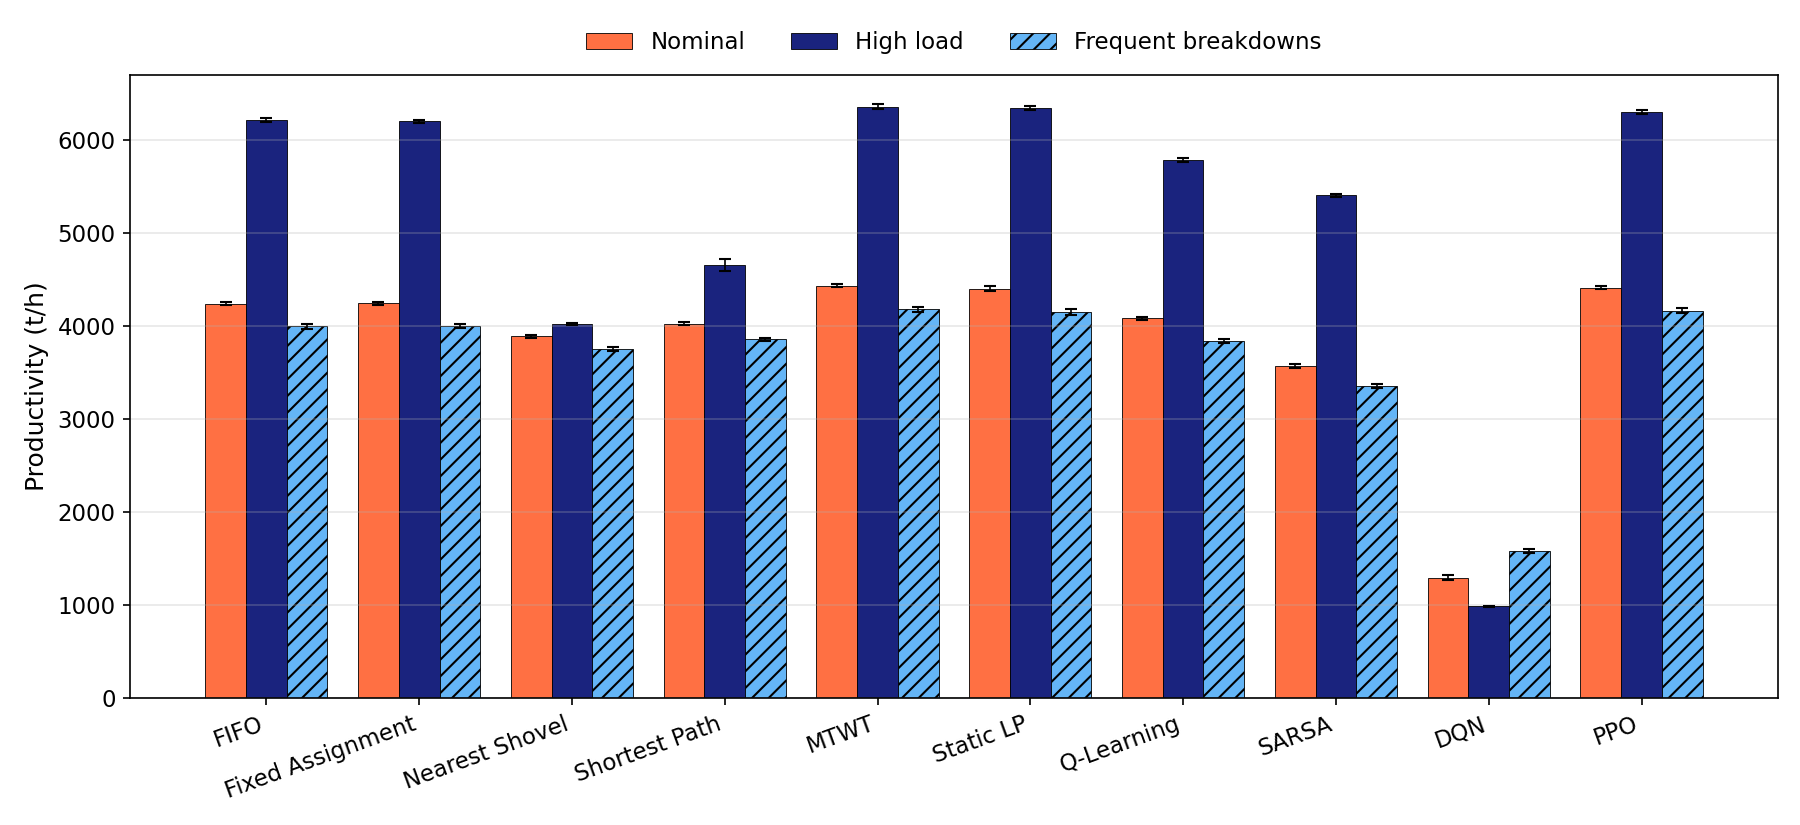 Nominal High load Frequent breakdowns
Productivity (t/h)
6000
5000
4000
3000
2000
1000
0
FIFO
Fixed Assignment
Nearest Shovel
Shortest Path
MTWT
Static LP
Q-Learning
SARSA
DQN
PPO